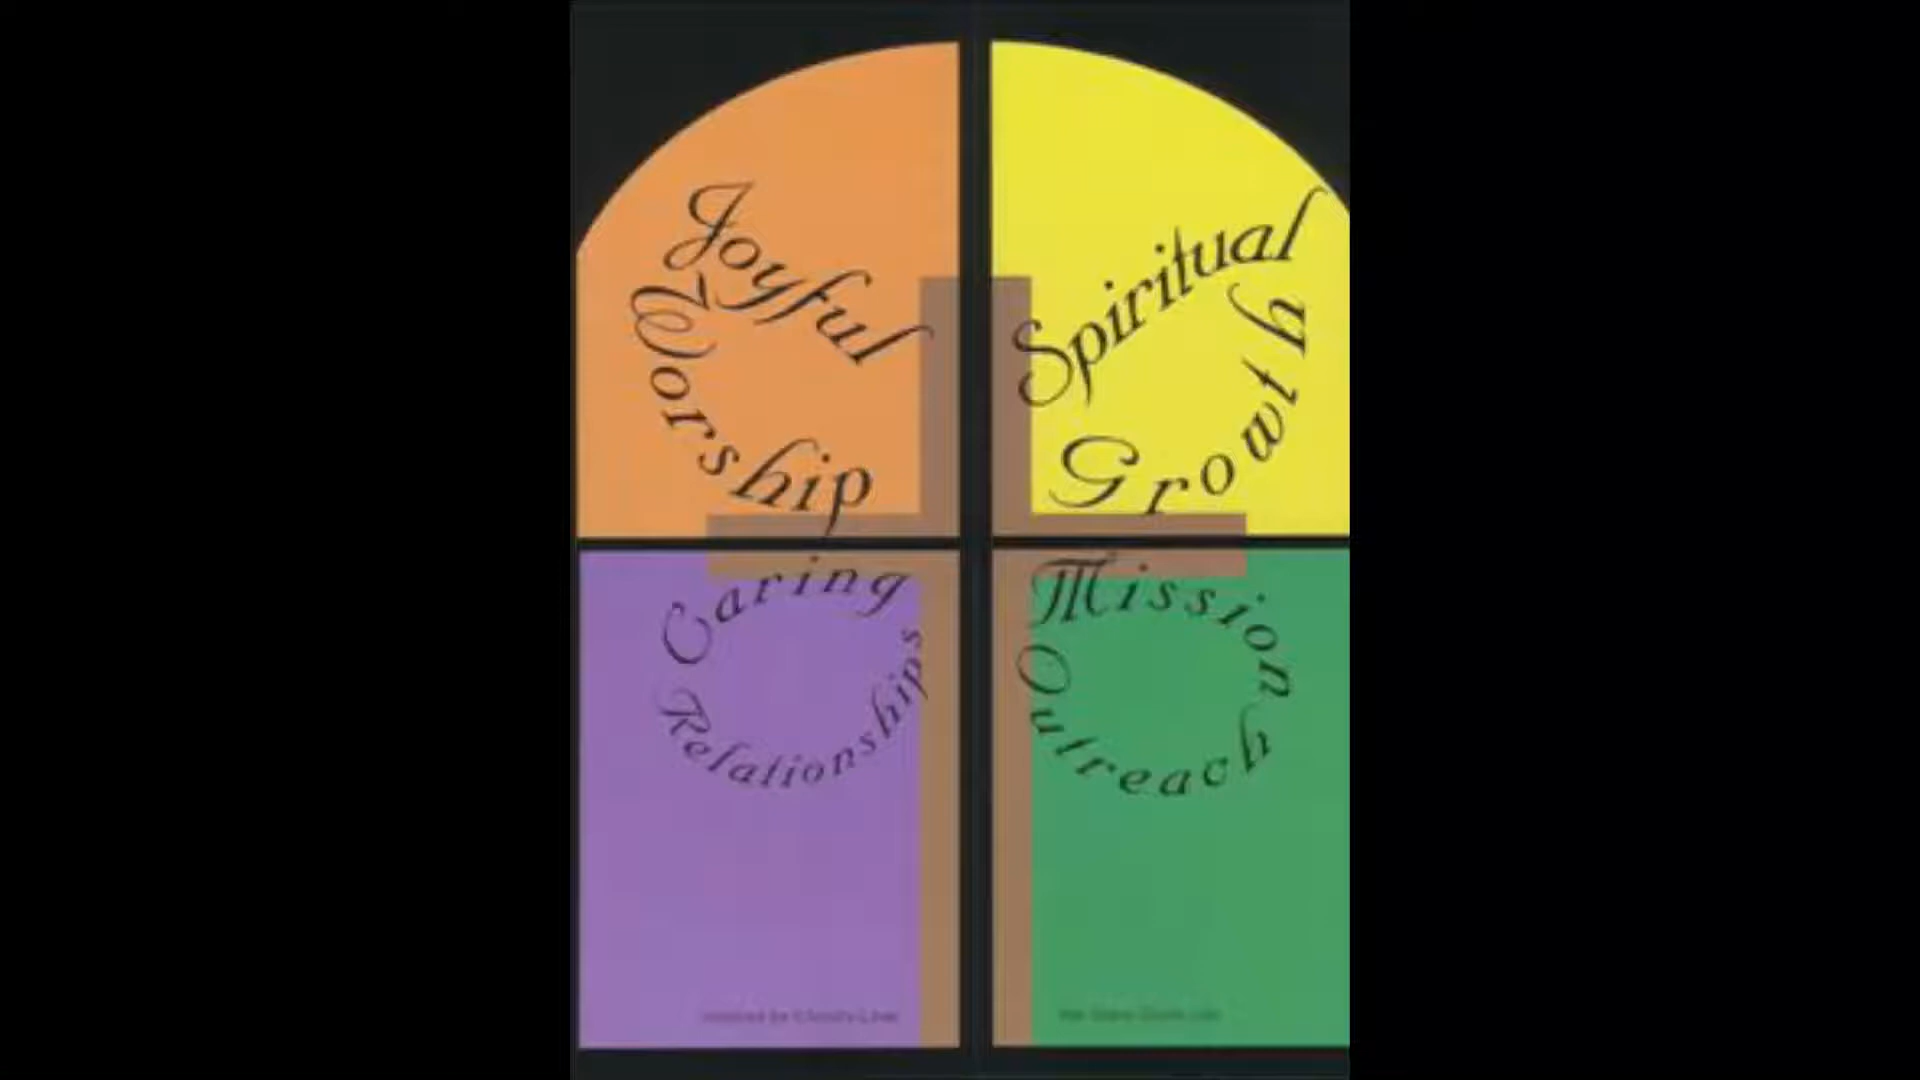 Joyful
Worship
Spiritual
Growth
Caring
Relationships
Mission
Outreach